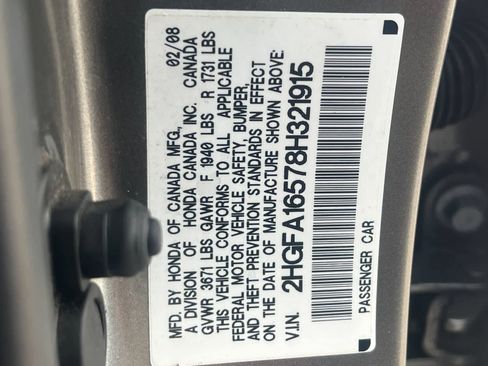 MFD. BY HONDA OF CANADA MFG., 02/08
A DIVISION OF HONDA CANADA INC. CANADA
GVWR 3671 LBS GAWR F 1940 LBS R 1731 LBS
THIS VEHICLE CONFORMS TO ALL APPLICABLE
FEDERAL MOTOR VEHICLE SAFETY, BUMPER,
AND THEFT PREVENTION STANDARDS IN EFFECT
ON THE DATE OF MANUFACTURE SHOWN ABOVE.
V.I.N. 2HGFA16578H321915
PASSENGER CAR